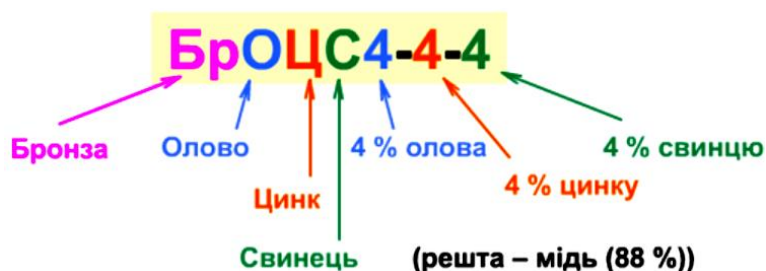 БрОЦС4-4-4
Бронза Олово 4 % олова 4 % свинцю
Цинк 4 % цинку
Свинець (решта – мідь (88 %))